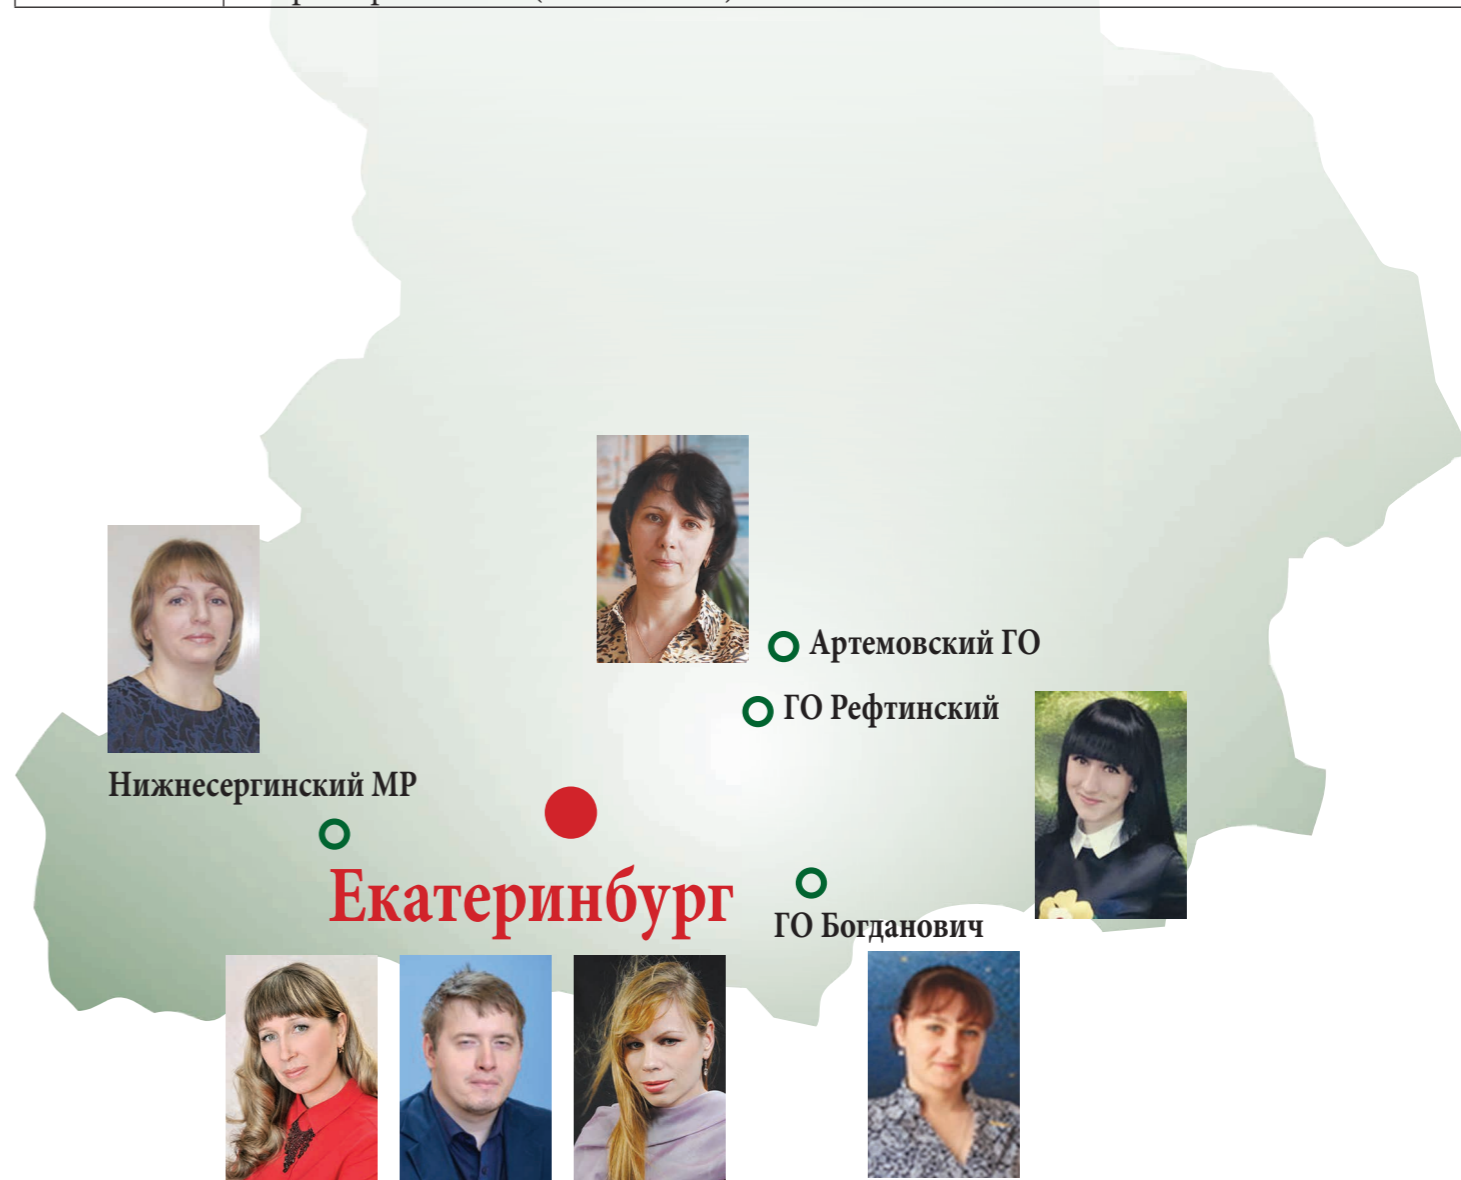 Артемовский ГО
ГО Рефтинский
Нижнесергинский МР
Екатеринбург
ГО Богданович